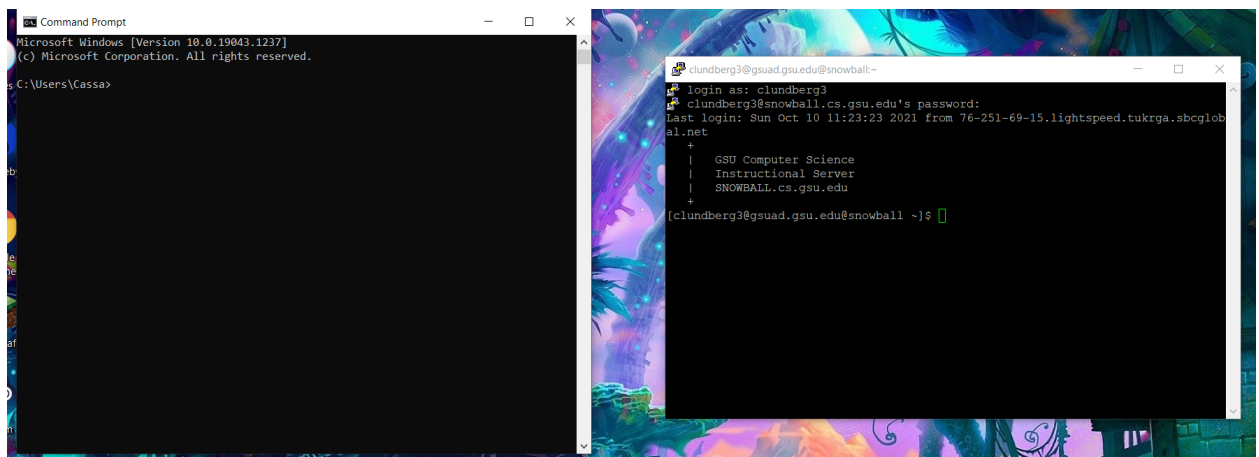 Command Prompt
Microsoft Windows [Version 10.0.19043.1237]
(c) Microsoft Corporation. All rights reserved.
C:\Users\Cassa>
clundberg3@gsuad.gsu.edu@snowball:~
login as: clundberg3
clundberg3@snowball.cs.gsu.edu's password:
Last login: Sun Oct 10 11:23:23 2021 from 76-251-69-15.lightspeed.tukrga.sbcglob
al.net
+
| GSU Computer Science
| Instructional Server
| SNOWBALL.cs.gsu.edu
+
[clundberg3@gsuad.gsu.edu@snowball ~]$